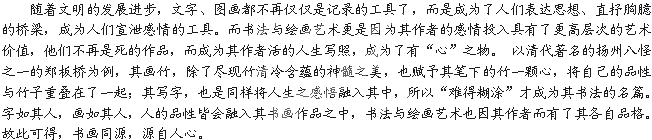 随着文明的发展进步，文字、图画都不再仅仅是记录的工具了，而是成为了人们表达思想、直抒胸臆
的桥梁，成为人们宣泄感情的工具。而书法与绘画艺术更是因为其作者的感情投入具有了更高层次的艺术
价值，他们不再是死的作品，而成为其作者活的人生写照，成为了有“心”之物。 以清代著名的扬州八怪
之一的郑板桥为例，其画竹，除了尽现竹清冷含蕴的神髓之美，也赋予其笔下的竹一颗心，将自己的品性
与竹子重叠在了一起；其写字，也是同样将人生之感悟融入其中，所以“难得糊涂”才成为其书法的名篇。
字如其人，画如其人，人的品性皆会融入其书画作品之中，书法与绘画艺术也因其作者而有了其各自品格。
故此可得，书画同源，源自人心。